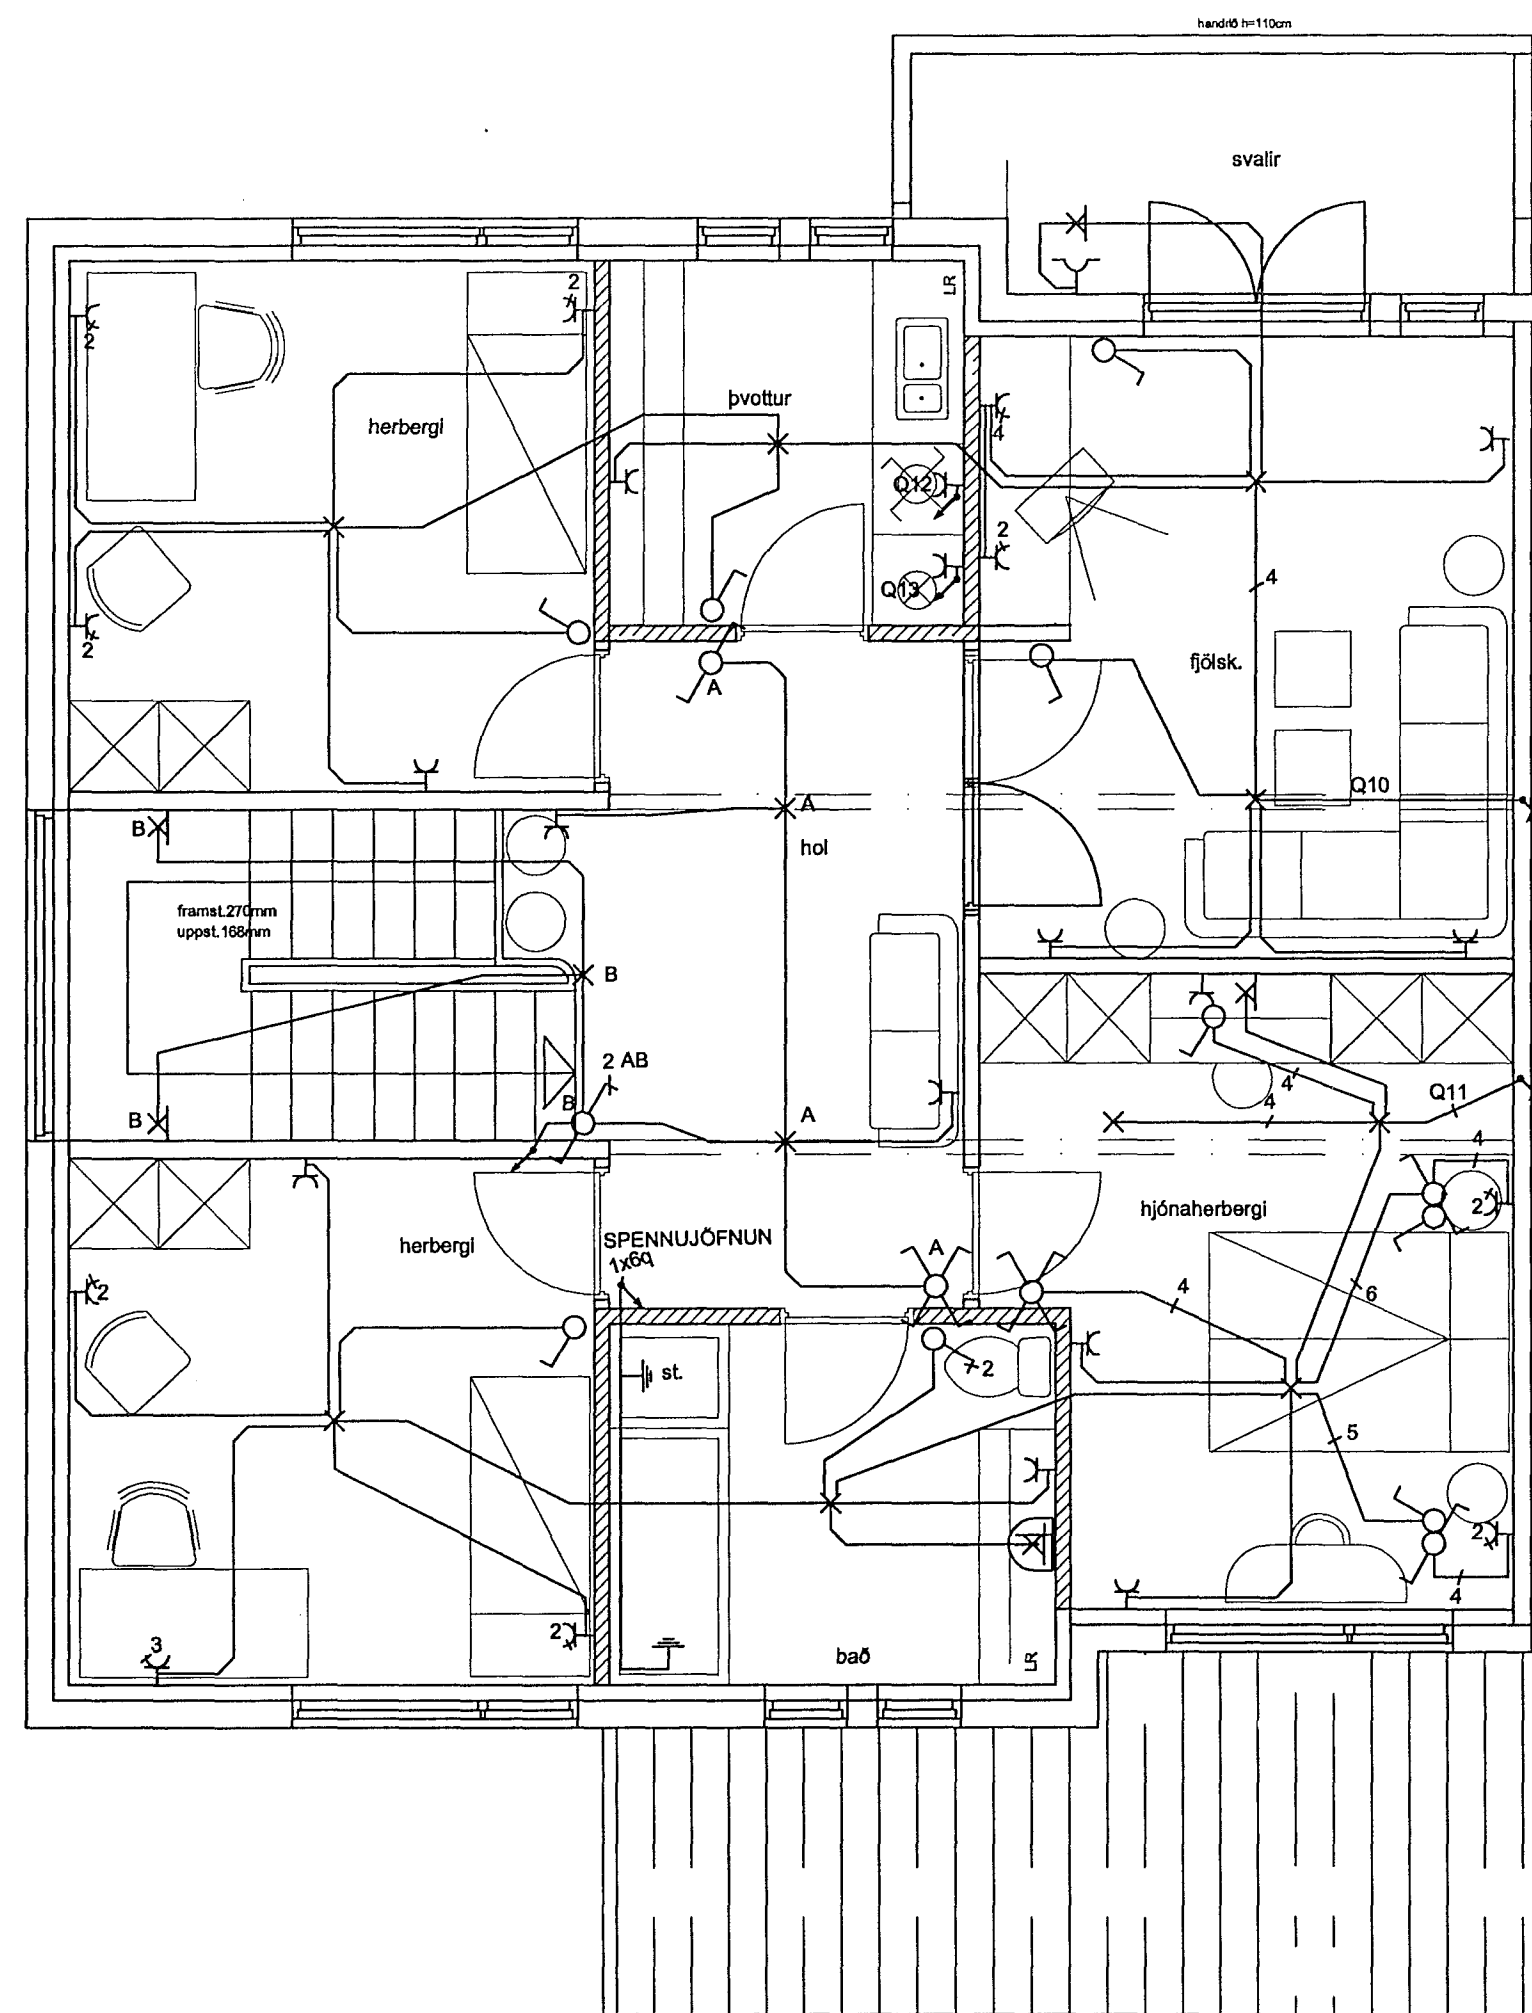 handrið h=110cm
svalir
2
LR
2
þvottur
herbergi
4
Q12
2
4
Q13
2
fjölsk.
A
Q10
A
B
hol
framst.270mm
uppst.168mm
B
2 AB
4
Q11
B
A
4
B
4
hjónaherbergi
2
SPENNUJÖFNUN
herbergi
A
1x6q
2
4
6
st.
2
5
2
4
3
2
bað
LR